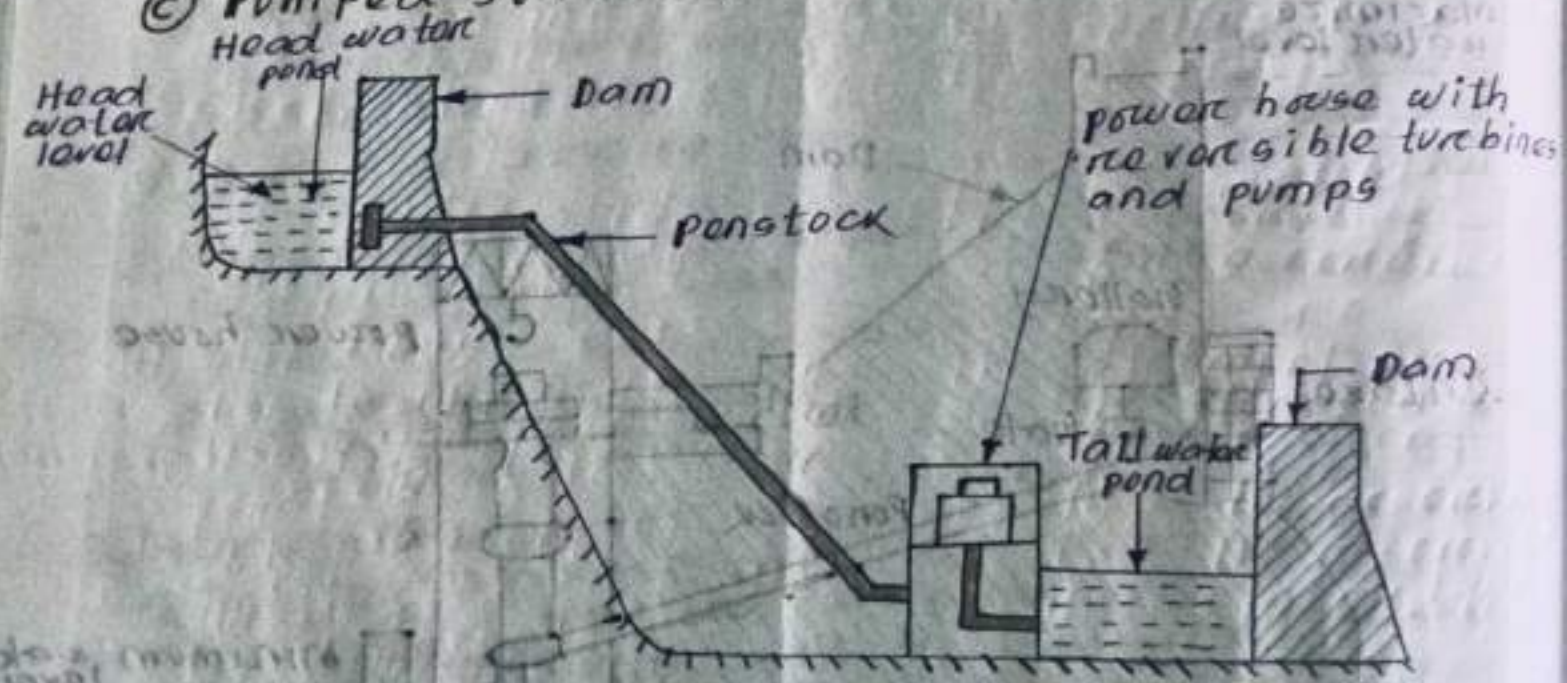 © Pumped
Head water
pond
Head
water
level
Dam
power house with
reversible turbines
and pumps
penstock
Dam
Tail water
pond